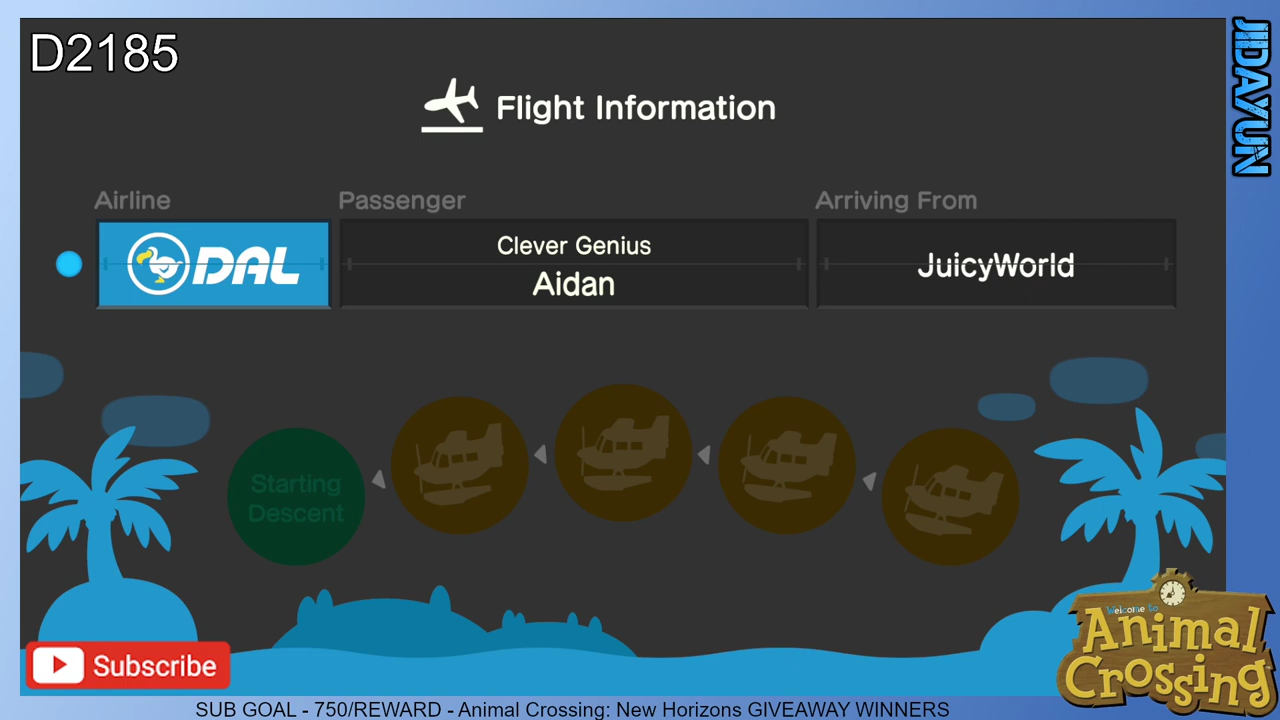 D2185
JIDAVUN
Flight Information
Airline
Passenger
Arriving From
DAL
Clever Genius
Aidan
JuicyWorld
Starting
Descent
Welcome to
Animal
Crossing
Subscribe
SUB GOAL - 750/REWARD - Animal Crossing: New Horizons GIVEAWAY WINNERS